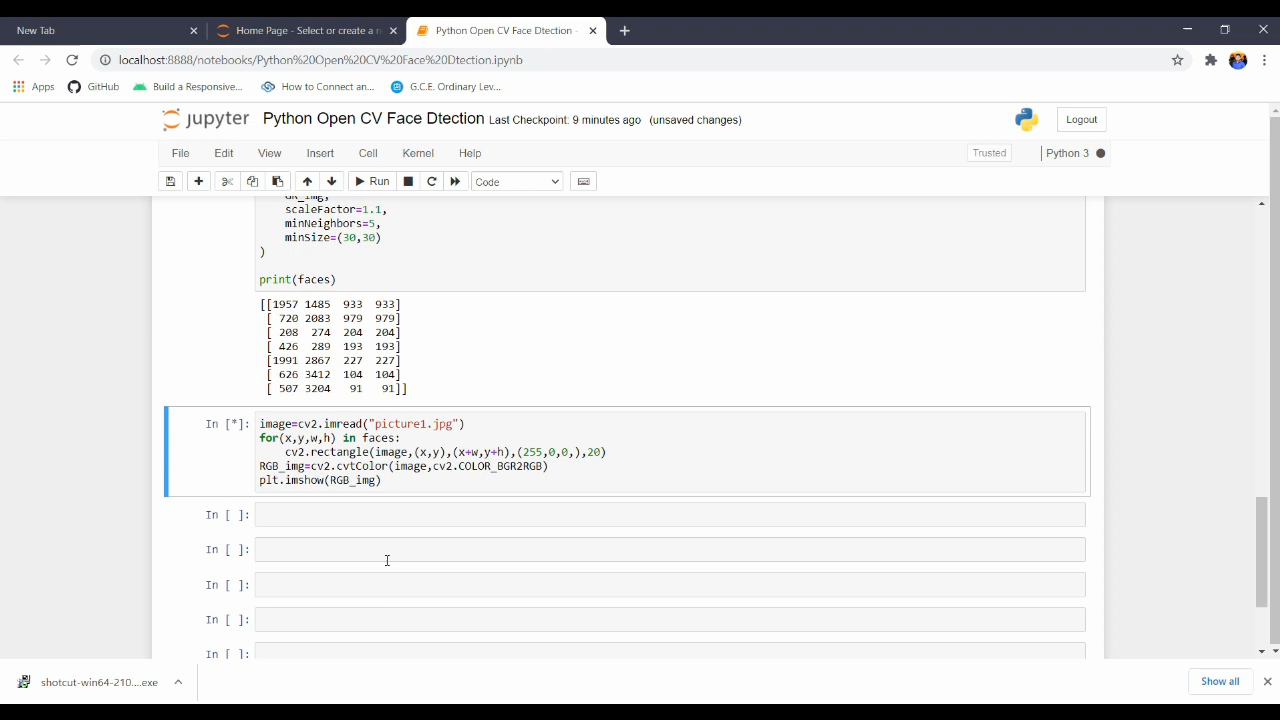 New Tab
Home Page - Select or create a n
Python Open CV Face Dtection -
localhost:8888/notebooks/Python%20Open%20CV%20Face%20Dtection.ipynb
Apps GitHub Build a Responsive... How to Connect an... G.C.E. Ordinary Lev...
jupyter Python Open CV Face Dtection Last Checkpoint: 9 minutes ago (unsaved changes) Logout
File Edit View Insert Cell Kernel Help Trusted Python 3
Run Code
GR_img,
scaleFactor=1.1,
minNeighbors=5,
minSize=(30,30)
)
print(faces)
[[1957 1485 933 933]
[ 720 2083 979 979]
[ 208 274 204 204]
[ 426 289 193 193]
[1991 2867 227 227]
[ 626 3412 104 104]
[ 507 3204 91 91]]
In [*]: image=cv2.imread("picture1.jpg")
for(x,y,w,h) in faces:
cv2.rectangle(image,(x,y),(x+w,y+h),(255,0,0,),20)
RGB_img=cv2.cvtColor(image,cv2.COLOR_BGR2RGB)
plt.imshow(RGB_img)
In [ ]:
In [ ]:
In [ ]:
In [ ]:
In [ ]:
shotcut-win64-210....exe Show all